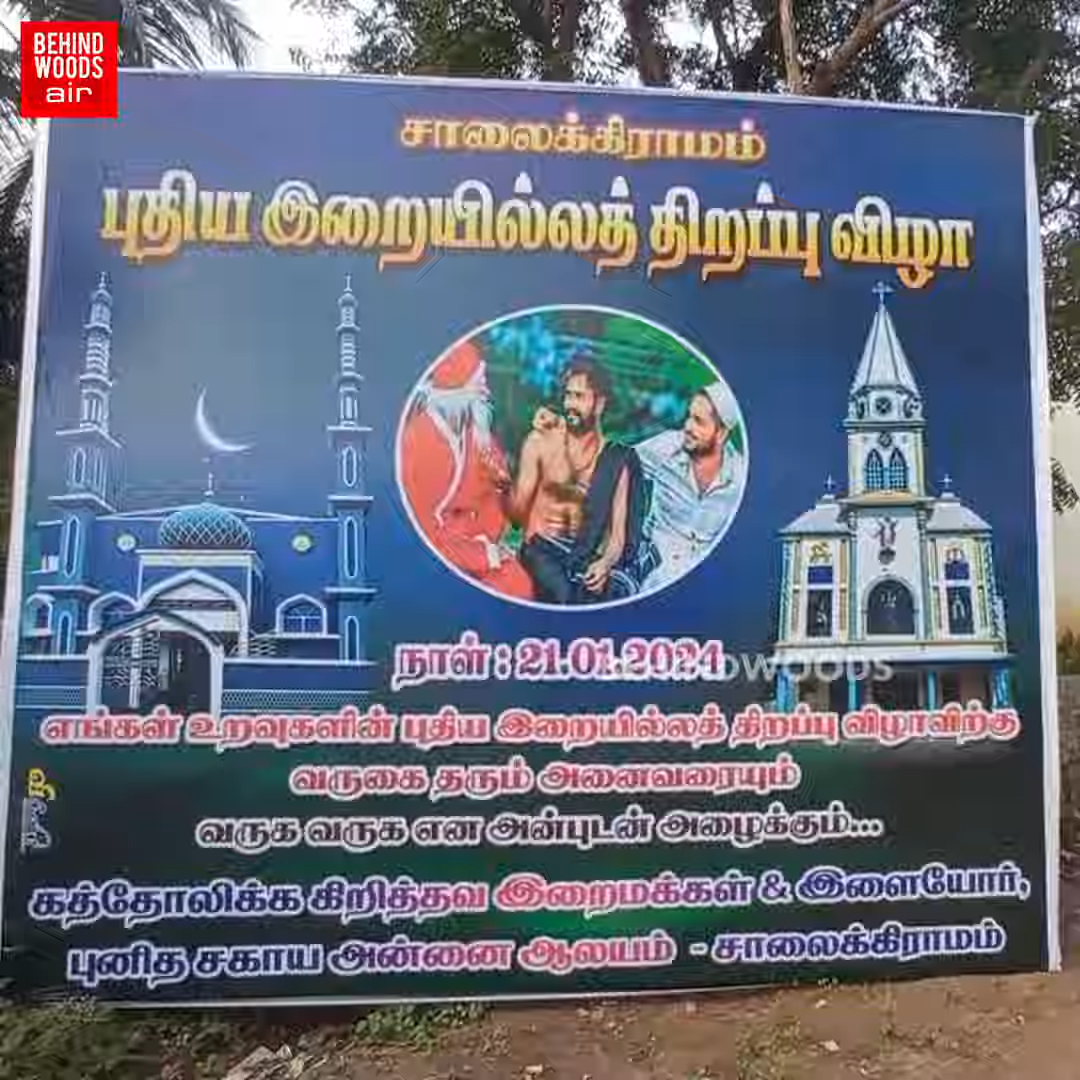 BEHIND
WOODS
air
சாலைக்கிராமம்
புதிய இறையில்லத் திறப்பு விழா
நாள் : 21.01.2024
எங்கள் உறவுகளின் புதிய இறையில்லத் திறப்பு விழாவிற்கு
வருகை தரும் அனைவரையும்
வருக வருக என அன்புடன் அழைக்கும்...
கத்தோலிக்க கிறித்தவ இறைமக்கள் & இளையோர்,
புனித சகாய அன்னை ஆலயம் - சாலைக்கிராமம்